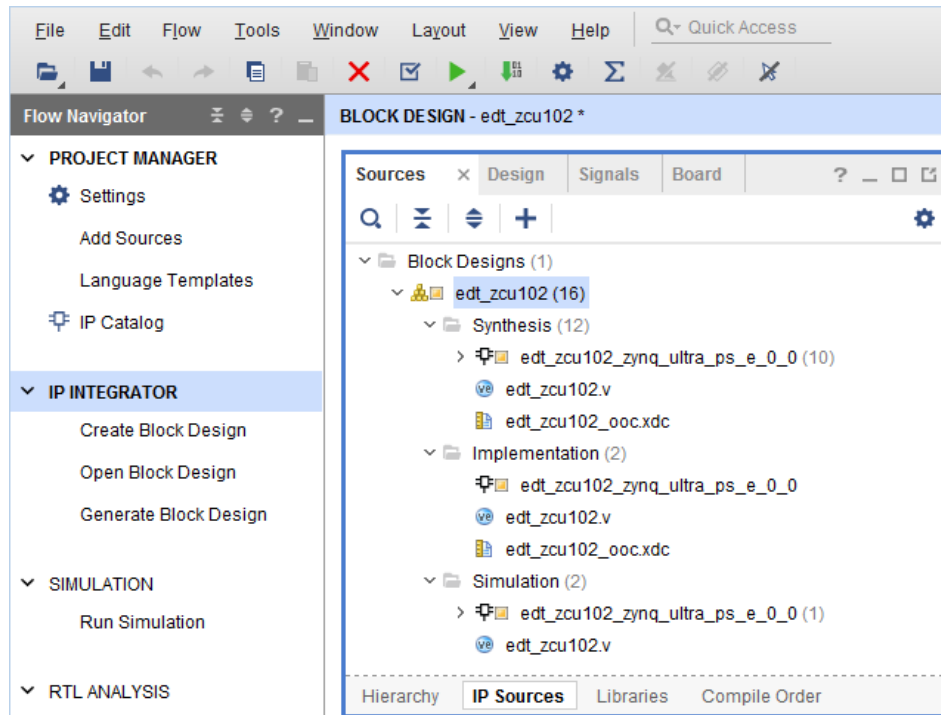 File Edit Flow Tools Window Layout View Help Quick Access
Flow Navigator
PROJECT MANAGER
Settings
Add Sources
Language Templates
IP Catalog
IP INTEGRATOR
Create Block Design
Open Block Design
Generate Block Design
SIMULATION
Run Simulation
RTL ANALYSIS
BLOCK DESIGN - edt_zcu102 *
Sources Design Signals Board
Block Designs (1)
edt_zcu102 (16)
Synthesis (12)
edt_zcu102_zynq_ultra_ps_e_0_0 (10)
edt_zcu102.v
edt_zcu102_ooc.xdc
Implementation (2)
edt_zcu102_zynq_ultra_ps_e_0_0
edt_zcu102.v
edt_zcu102_ooc.xdc
Simulation (2)
edt_zcu102_zynq_ultra_ps_e_0_0 (1)
edt_zcu102.v
Hierarchy IP Sources Libraries Compile Order